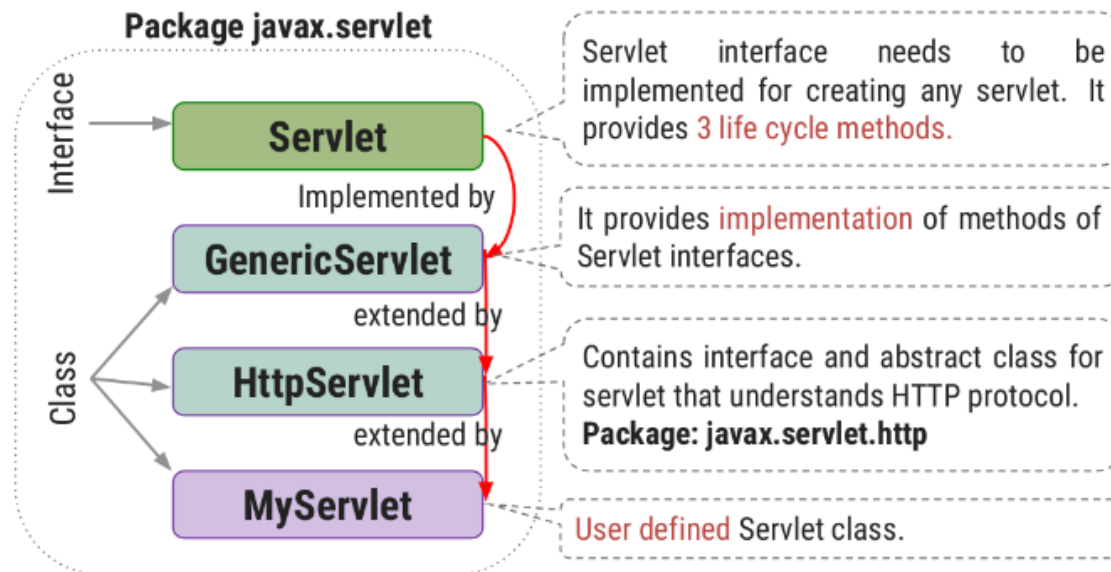 Package javax.servlet
Interface
Servlet
Servlet interface needs to be
implemented for creating any servlet. It
provides 3 life cycle methods.
Implemented by
GenericServlet
It provides implementation of methods of
Servlet interfaces.
extended by
Class
HttpServlet
Contains interface and abstract class for
servlet that understands HTTP protocol.
Package: javax.servlet.http
extended by
MyServlet
User defined Servlet class.